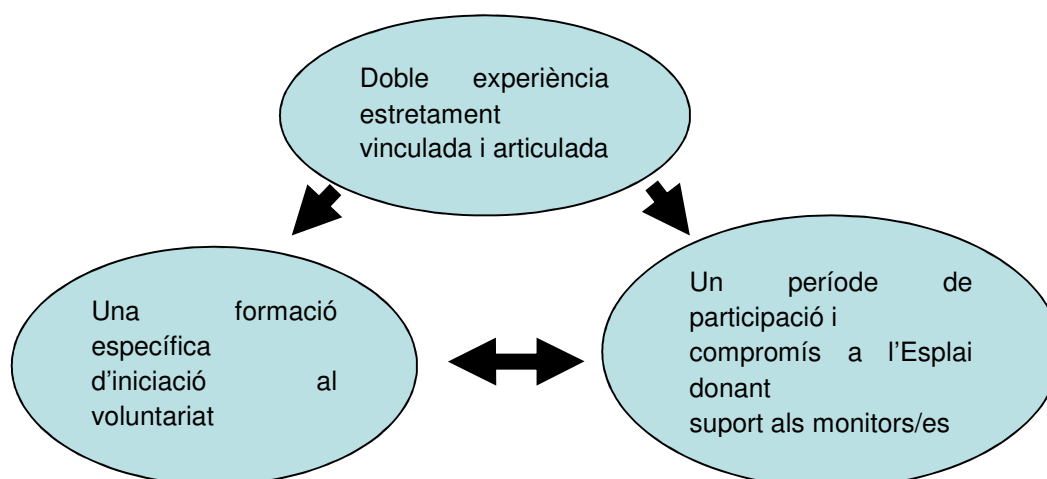 Doble experiència
estretament
vinculada i articulada
Una formació
específica
d'iniciació al
voluntariat
Un període de
participació i
compromís a l’Esplai
donant
suport als monitors/es